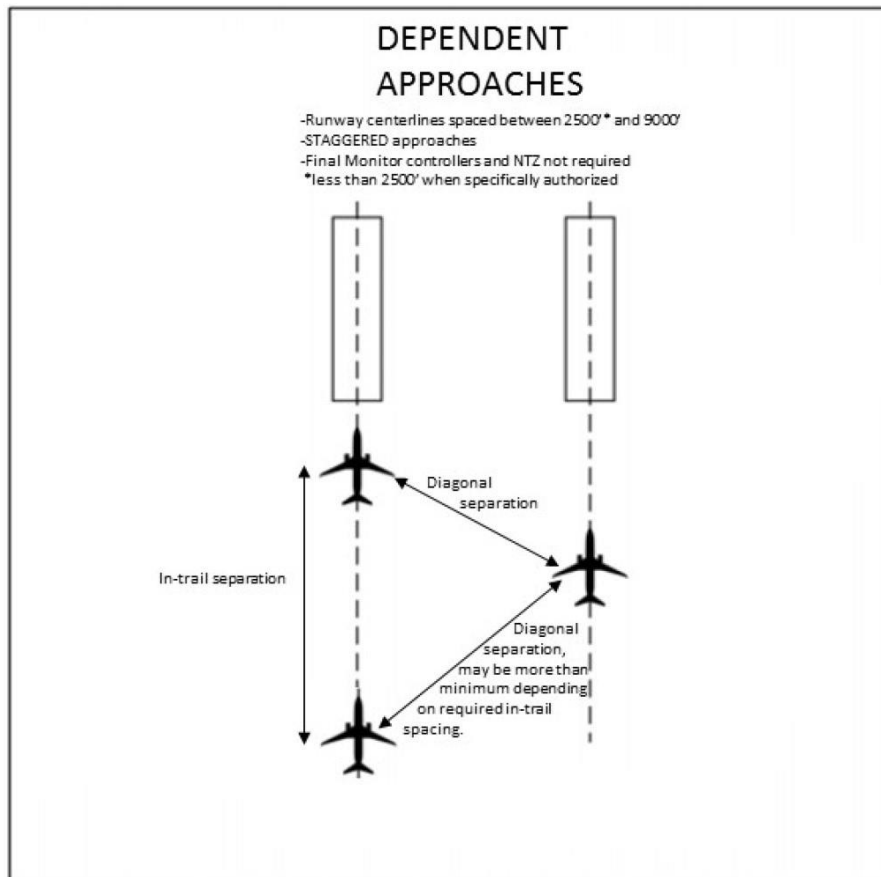 DEPENDENT
APPROACHES
-Runway centerlines spaced between 2500'* and 9000'
-STAGGERED approaches
-Final Monitor controllers and NTZ not required
*less than 2500' when specifically authorized
Diagonal
separation
In-trail separation
Diagonal
separation,
may be more than
minimum depending
on required in-trail
spacing.